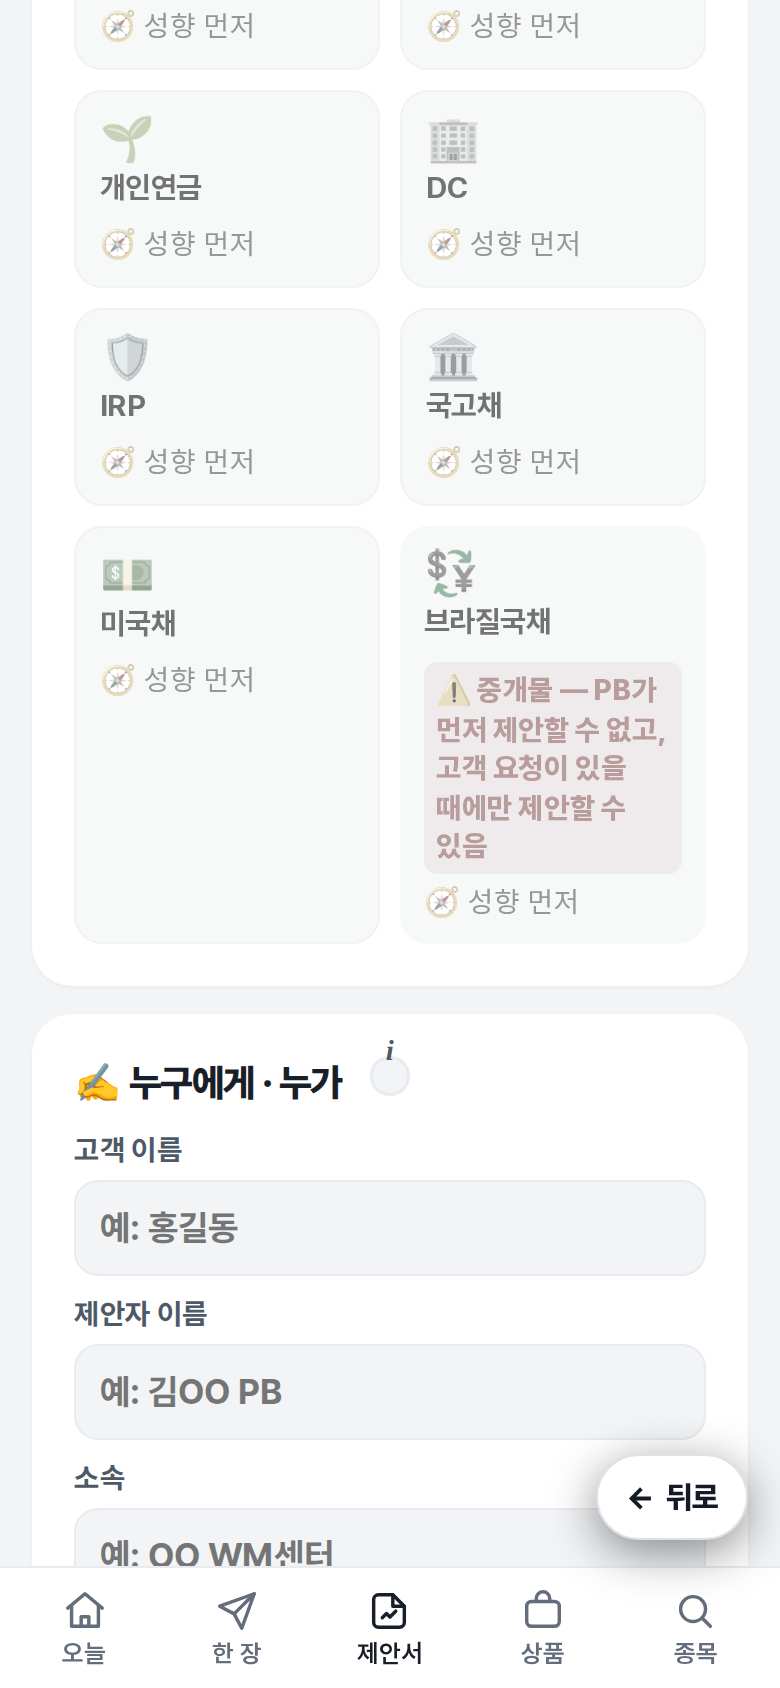 성향 먼저
성향 먼저
개인연금
DC
성향 먼저
성향 먼저
IRP
국고채
성향 먼저
성향 먼저
미국채
브라질국채
성향 먼저
⚠️ 중개물 — PB가
먼저 제안할 수 없고,
고객 요청이 있을
때에만 제안할 수
있음
성향 먼저
✍️ 누구에게 · 누가
i
고객 이름
예: 홍길동
제안자 이름
예: 김OO PB
소속
예: OO WM센터
← 뒤로
오늘
한 장
제안서
상품
종목